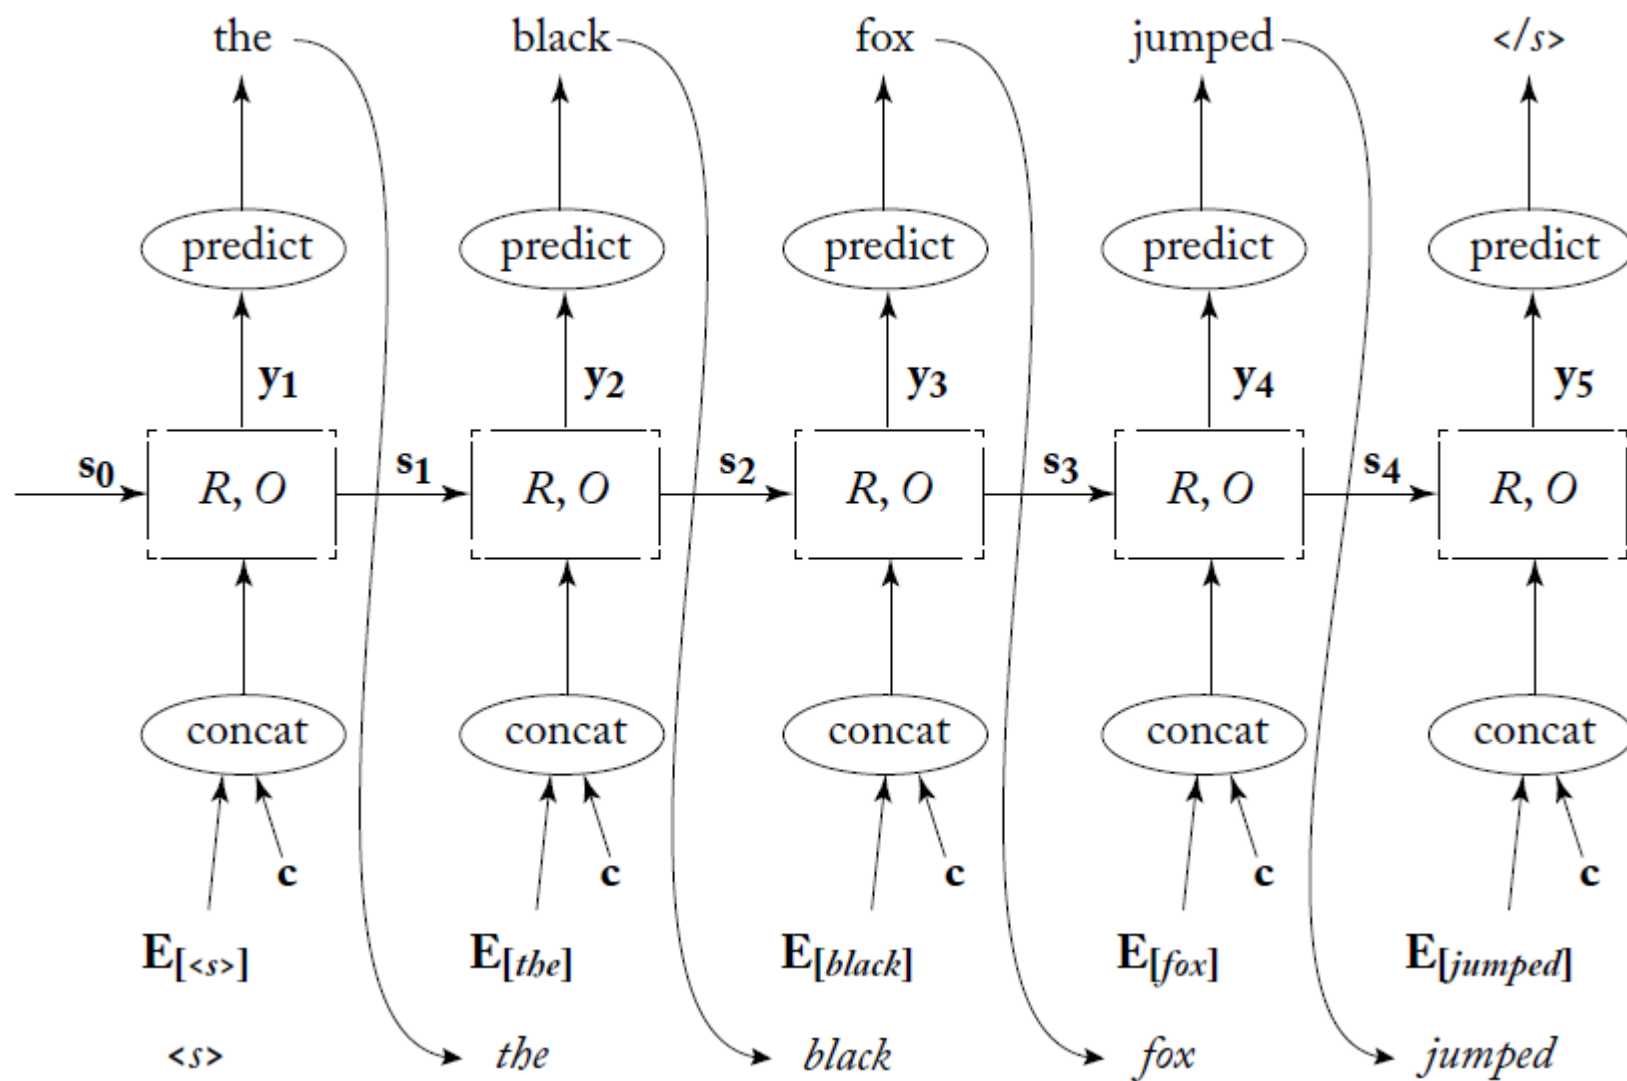 the black fox jumped </s>
predict predict predict predict predict
y1 y2 y3 y4 y5
s0 R, O s1 R, O s2 R, O s3 R, O s4 R, O
concat concat concat concat concat
c c c c c
E[<s>] E[the] E[black] E[fox] E[jumped]
<s> the black fox jumped